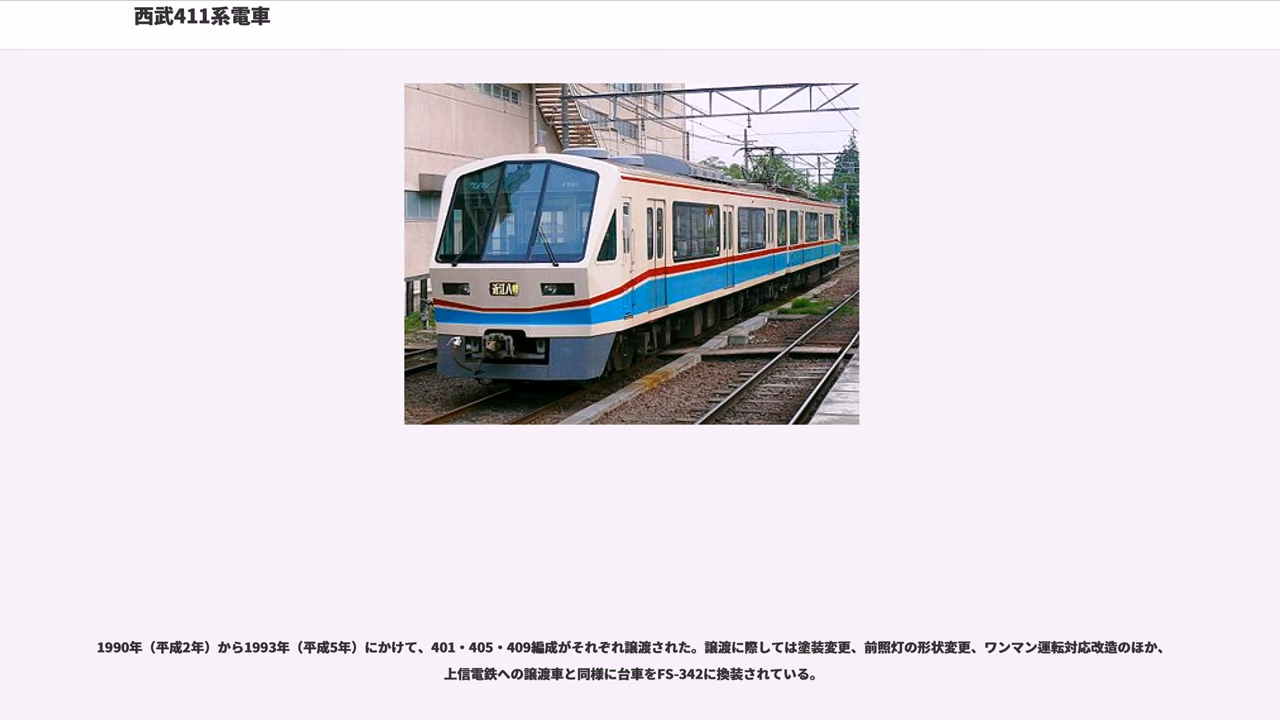 西武411系電車
近江八幡
1990年（平成2年）から1993年（平成5年）にかけて、401・405・409編成がそれぞれ譲渡された。譲渡に際しては塗装変更、前照灯の形状変更、ワンマン運転対応改造のほか、
上信電鉄への譲渡車と同様に台車をFS-342に換装されている。